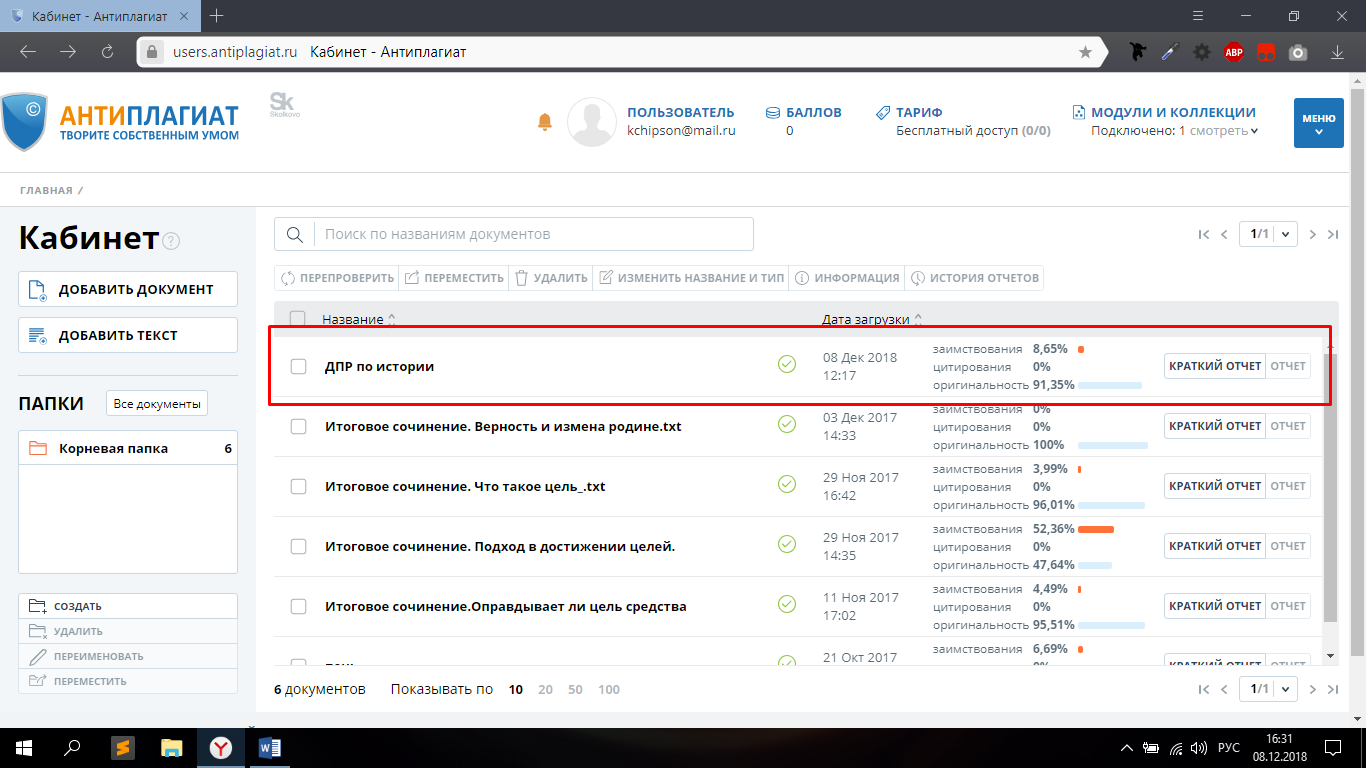 Кабинет - Антиплагиат
users.antiplagiat.ru Кабинет - Антиплагиат
ABP
©
АНТИПЛАГИАТ
ТВОРИТЕ СОБСТВЕННЫМ УМОМ
Sk
Skolkovo
ПОЛЬЗОВАТЕЛЬ
kchipson@mail.ru
БАЛЛОВ
0
ТАРИФ
Бесплатный доступ (0/0)
МОДУЛИ И КОЛЛЕКЦИИ
Подключено: 1 смотреть
МЕНЮ
ГЛАВНАЯ /
Кабинет ?
ДОБАВИТЬ ДОКУМЕНТ
ДОБАВИТЬ ТЕКСТ
ПАПКИ Все документы
Корневая папка 6
СОЗДАТЬ
УДАЛИТЬ
ПЕРЕИМЕНОВАТЬ
ПЕРЕМЕСТИТЬ
Поиск по названиям документов
1/1
ПЕРЕПРОВЕРИТЬ ПЕРЕМЕСТИТЬ УДАЛИТЬ ИЗМЕНИТЬ НАЗВАНИЕ И ТИП ИНФОРМАЦИЯ ИСТОРИЯ ОТЧЕТОВ
Название Дата загрузки
ДПР по истории
08 Дек 2018
12:17
заимствования 8,65%
цитирования 0%
оригинальность 91,35%
КРАТКИЙ ОТЧЕТ ОТЧЕТ
Итоговое сочинение. Верность и измена родине.txt
03 Дек 2017
14:33
заимствования 0%
цитирования 0%
оригинальность 100%
КРАТКИЙ ОТЧЕТ ОТЧЕТ
Итоговое сочинение. Что такое цель_.txt
29 Ноя 2017
16:42
заимствования 3,99%
цитирования 0%
оригинальность 96,01%
КРАТКИЙ ОТЧЕТ ОТЧЕТ
Итоговое сочинение. Подход в достижении целей.
29 Ноя 2017
14:35
заимствования 52,36%
цитирования 0%
оригинальность 47,64%
КРАТКИЙ ОТЧЕТ ОТЧЕТ
Итоговое сочинение.Оправдывает ли цель средства
11 Ноя 2017
17:02
заимствования 4,49%
цитирования 0%
оригинальность 95,51%
КРАТКИЙ ОТЧЕТ ОТЧЕТ
21 Окт 2017
заимствования 6,69%
0%
КРАТКИЙ ОТЧЕТ ОТЧЕТ
6 документов Показывать по 10 20 50 100
1/1
РУС
16:31
08.12.2018